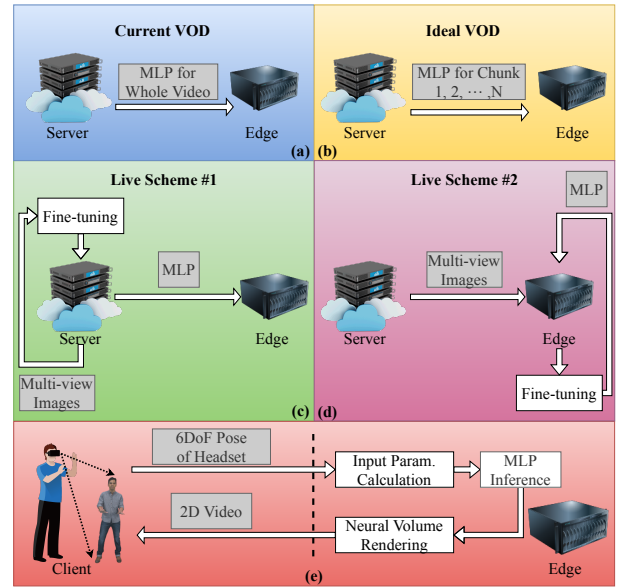 Current VOD
MLP for
Whole Video
Server
Edge
(a)
Ideal VOD
MLP for Chunk
1, 2, ··· ,N
Server
Edge
(b)
Live Scheme #1
Fine-tuning
MLP
Server
Edge
Multi-view
Images
(c)
Live Scheme #2
MLP
Multi-view
Images
Server
Edge
Fine-tuning
(d)
6DoF Pose
of Headset
Input Param.
Calculation
MLP
Inference
2D Video
Neural Volume
Rendering
Client
Edge
(e)